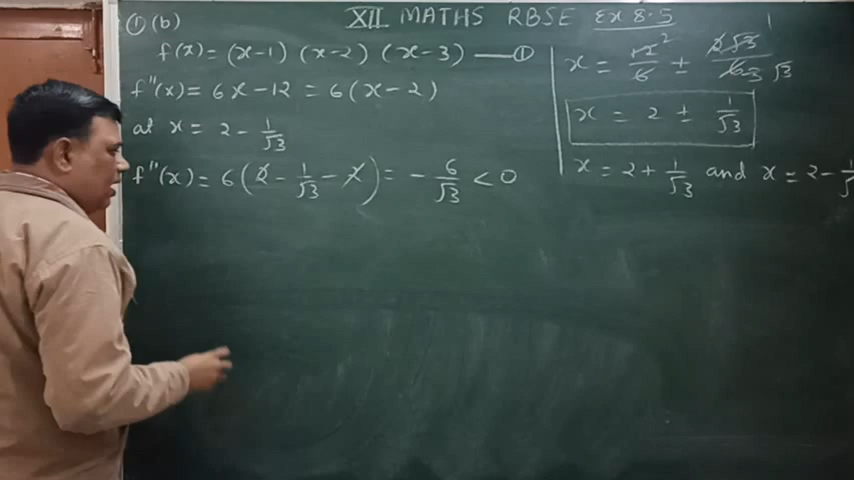 XII MATHS RBSE Ex 8.5
① (b)
f(x) = (x-1) (x-2) (x-3) —— ①
f''(x) = 6x-12 = 6(x-2)
at x = 2 - 1/√3
f''(x) = 6(2 - 1/√3 - 2) = - 6/√3 < 0
x = 12/6 ± 2√3/6 3 √3
x = 2 ± 1/√3
x = 2 + 1/√3 and x = 2 - 1/√